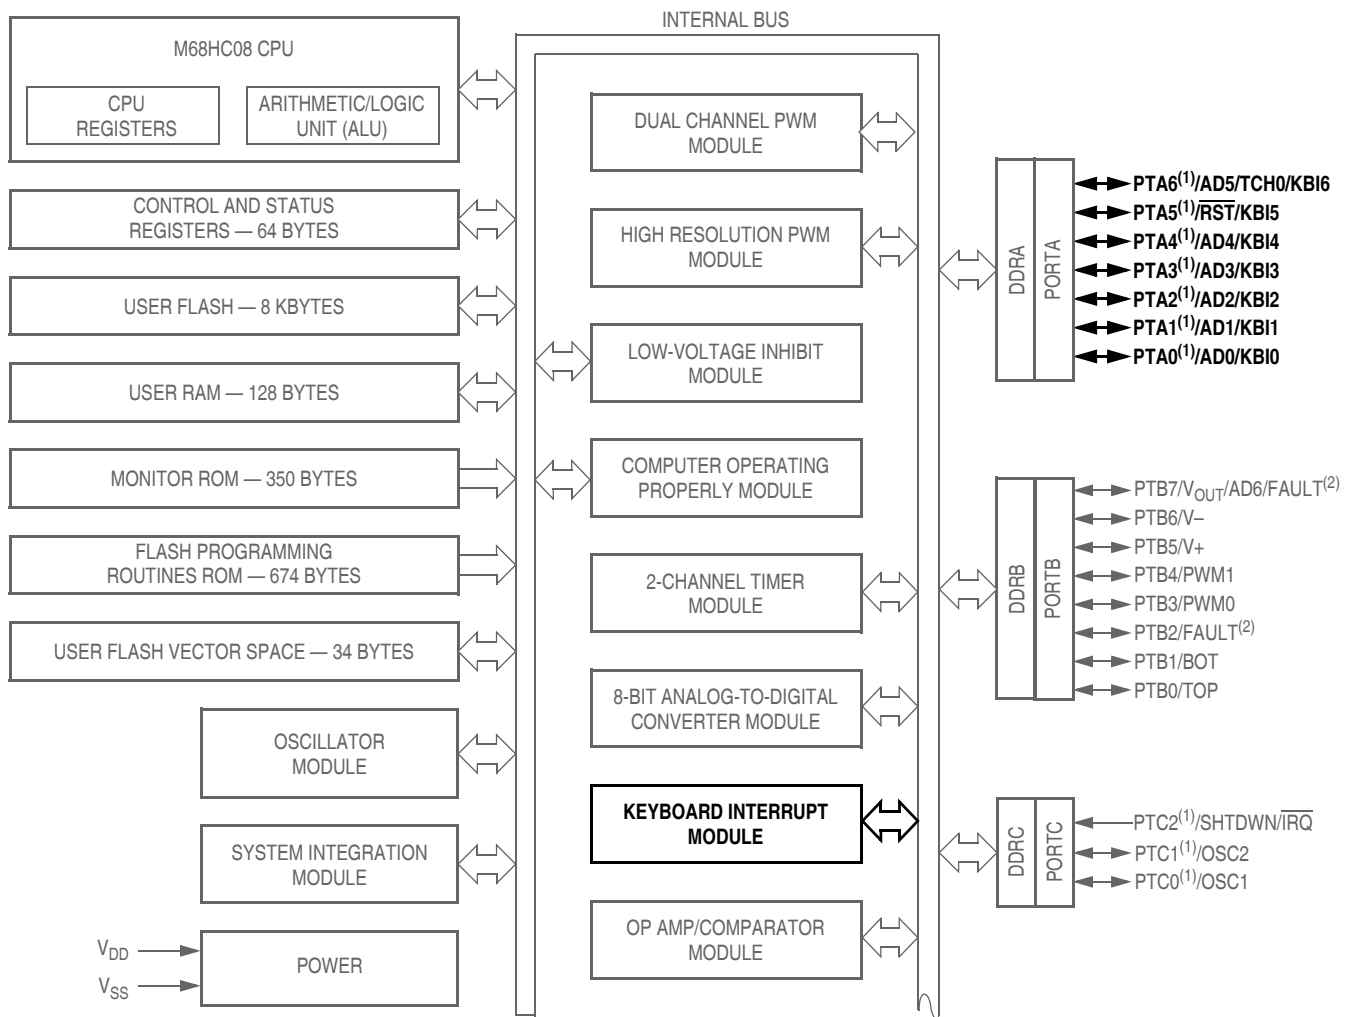 INTERNAL BUS
M68HC08 CPU
CPU
REGISTERS
ARITHMETIC/LOGIC
UNIT (ALU)
CONTROL AND STATUS
REGISTERS — 64 BYTES
USER FLASH — 8 KBYTES
USER RAM — 128 BYTES
MONITOR ROM — 350 BYTES
FLASH PROGRAMMING
ROUTINES ROM — 674 BYTES
USER FLASH VECTOR SPACE — 34 BYTES
OSCILLATOR
MODULE
SYSTEM INTEGRATION
MODULE
VDD
VSS
POWER
DUAL CHANNEL PWM
MODULE
HIGH RESOLUTION PWM
MODULE
LOW-VOLTAGE INHIBIT
MODULE
COMPUTER OPERATING
PROPERLY MODULE
2-CHANNEL TIMER
MODULE
8-BIT ANALOG-TO-DIGITAL
CONVERTER MODULE
KEYBOARD INTERRUPT
MODULE
OP AMP/COMPARATOR
MODULE
DDRA
PORTA
PTA6(1)/AD5/TCH0/KBI6
PTA5(1)/RST/KBI5
PTA4(1)/AD4/KBI4
PTA3(1)/AD3/KBI3
PTA2(1)/AD2/KBI2
PTA1(1)/AD1/KBI1
PTA0(1)/AD0/KBI0
DDRB
PORTB
PTB7/VOUT/AD6/FAULT(2)
PTB6/V–
PTB5/V+
PTB4/PWM1
PTB3/PWM0
PTB2/FAULT(2)
PTB1/BOT
PTB0/TOP
DDRC
PORTC
PTC2(1)/SHTDWN/IRQ
PTC1(1)/OSC2
PTC0(1)/OSC1